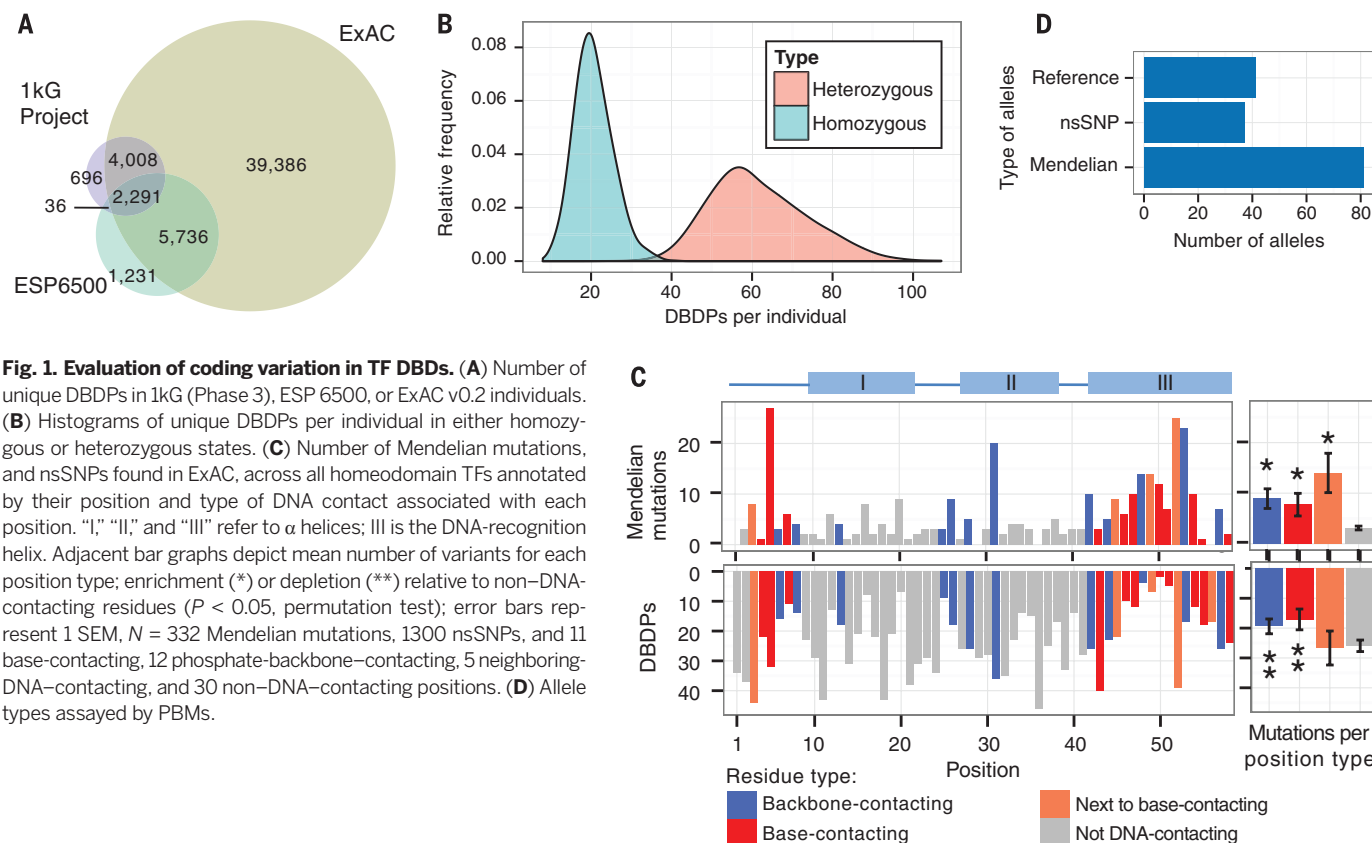 A
ExAC
1kG
Project
4,008
696
39,386
2,291
36
5,736
ESP6500
1,231
B
Relative frequency
0.08
0.06
0.04
0.02
0.00
Type
Heterozygous
Homozygous
20
40
60
80
100
DBDPs per individual
D
Type of alleles
Reference
nsSNP
Mendelian
0
20
40
60
80
Number of alleles
Fig. 1. Evaluation of coding variation in TF DBDs. (A) Number of
unique DBDPs in 1kG (Phase 3), ESP 6500, or ExAC v0.2 individuals.
(B) Histograms of unique DBDPs per individual in either homozy-
gous or heterozygous states. (C) Number of Mendelian mutations,
and nsSNPs found in ExAC, across all homeodomain TFs annotated
by their position and type of DNA contact associated with each
position. “I,” “II,” and “III” refer to α helices; III is the DNA-recognition
helix. Adjacent bar graphs depict mean number of variants for each
position type; enrichment (*) or depletion (**) relative to non–DNA-
contacting residues (P < 0.05, permutation test); error bars rep-
resent 1 SEM, N = 332 Mendelian mutations, 1300 nsSNPs, and 11
base-contacting, 12 phosphate-backbone–contacting, 5 neighboring-
DNA–contacting, and 30 non–DNA–contacting positions. (D) Allele
types assayed by PBMs.
C
I
II
III
Mendelian
mutations
20
10
0
*
*
*
DBDPs
0
10
20
30
40
*
*
*
*
1
10
20
30
40
50
Position
Mutations per
position type
Residue type:
Backbone-contacting
Base-contacting
Next to base-contacting
Not DNA-contacting